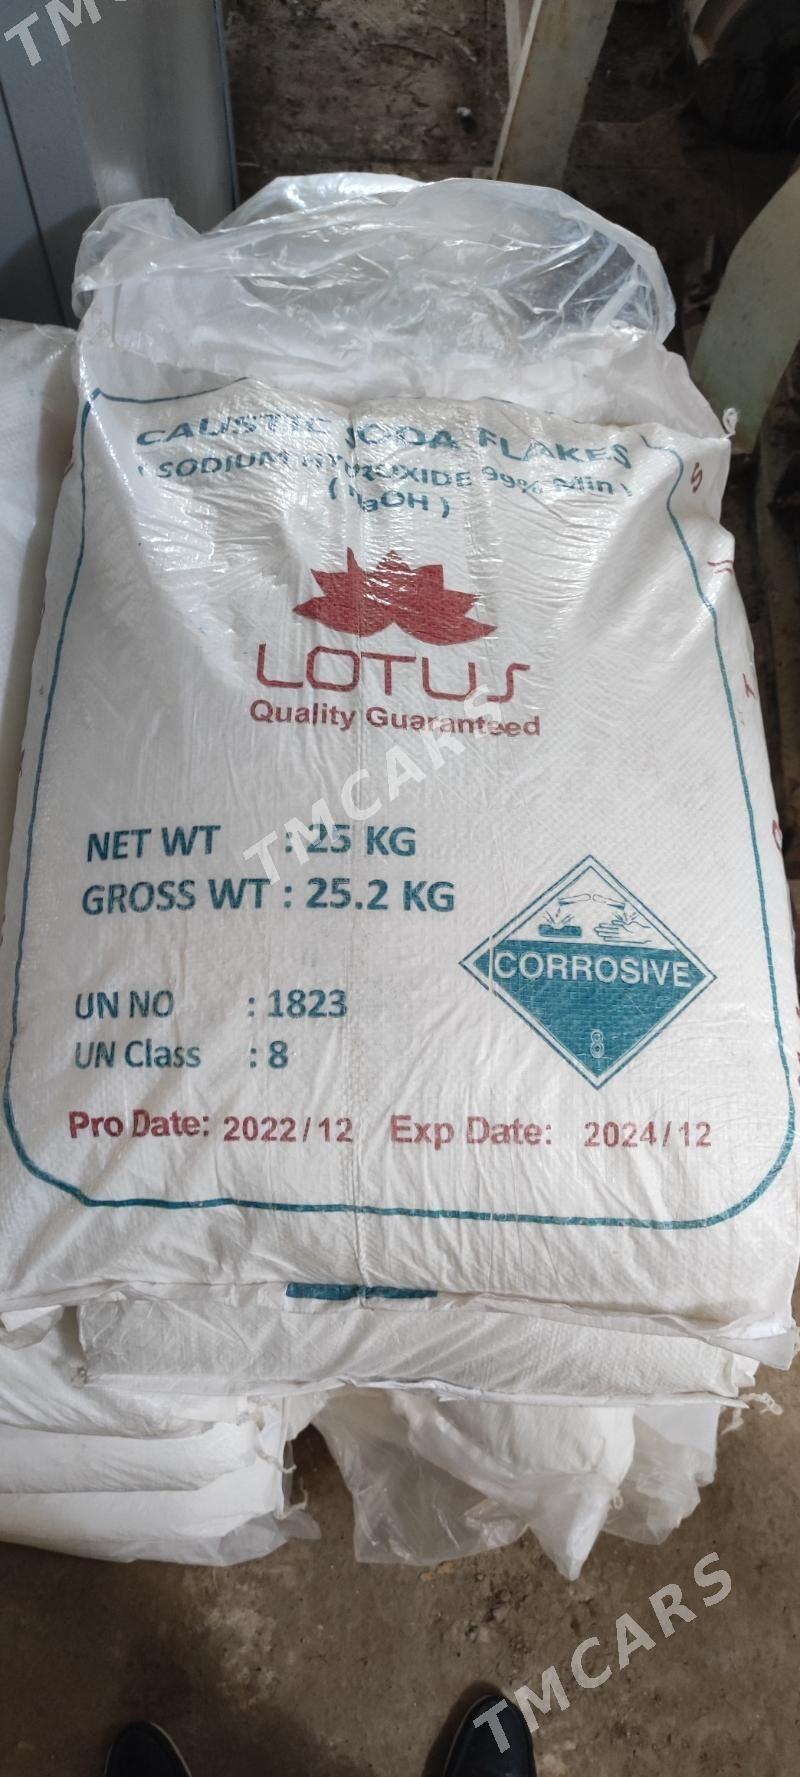 TMCARS
CAUSTIC SODA FLAKES
( SODIUM HYDROXIDE 99% Min )
( NaOH )
LOTUS
Quality Guaranteed
TMCARS
NET WT : 25 KG
GROSS WT : 25.2 KG
CORROSIVE
8
UN NO : 1823
UN Class : 8
Pro Date: 2022/12 Exp Date: 2024/12
TMCARS